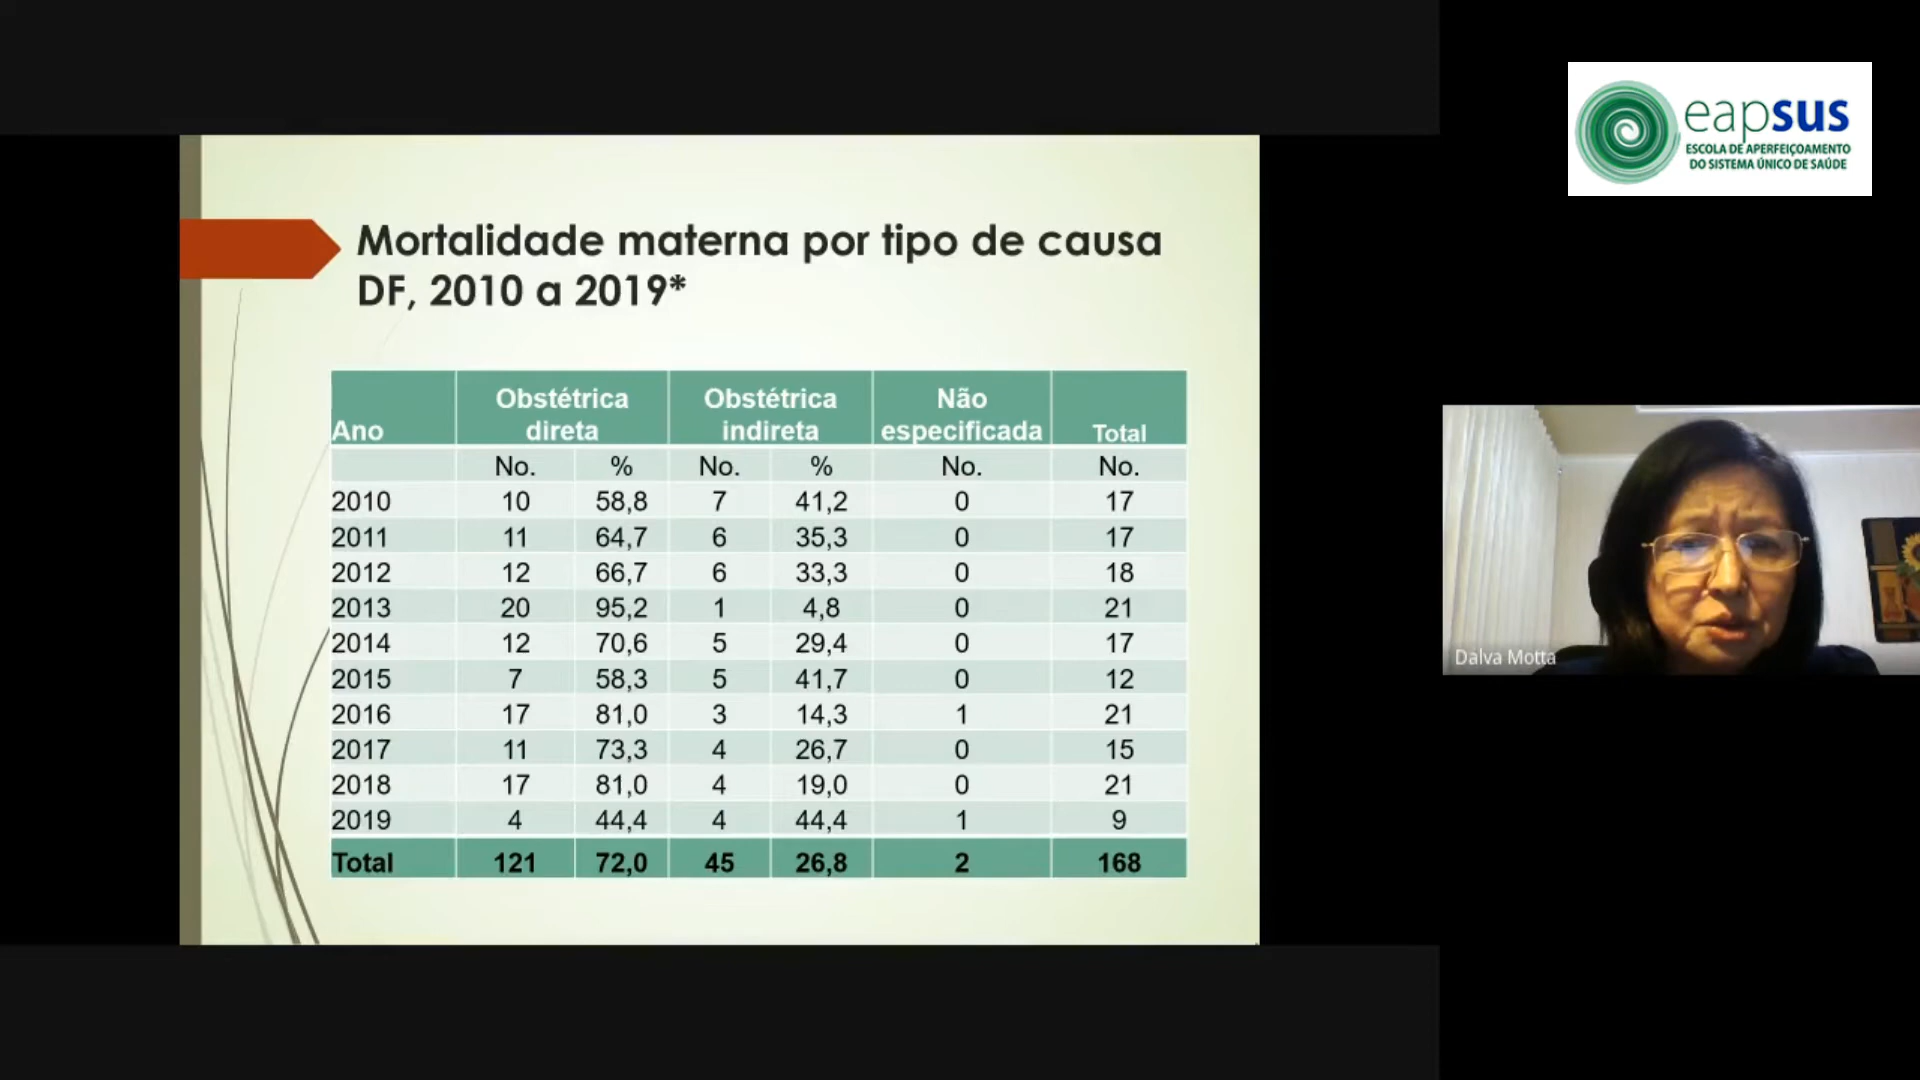 Mortalidade materna por tipo de causa
DF, 2010 a 2019*
Ano Obstétrica direta Obstétrica indireta Não especificada Total
No. % No. % No. No.
2010 10 58,8 7 41,2 0 17
2011 11 64,7 6 35,3 0 17
2012 12 66,7 6 33,3 0 18
2013 20 95,2 1 4,8 0 21
2014 12 70,6 5 29,4 0 17
2015 7 58,3 5 41,7 0 12
2016 17 81,0 3 14,3 1 21
2017 11 73,3 4 26,7 0 15
2018 17 81,0 4 19,0 0 21
2019 4 44,4 4 44,4 1 9
Total 121 72,0 45 26,8 2 168
eapsus
ESCOLA DE APERFEIÇOAMENTO
DO SISTEMA ÚNICO DE SAÚDE
Dalva Motta